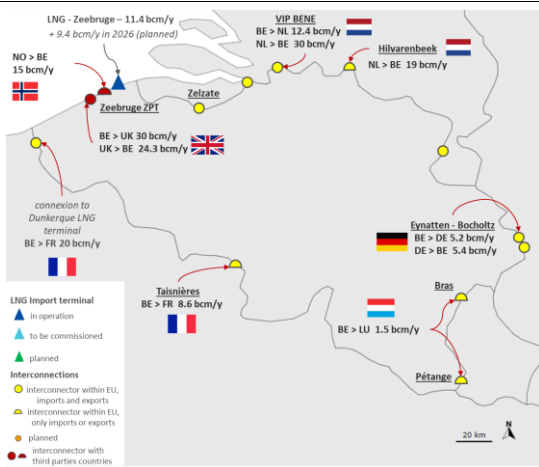 LNG - Zeebruge – 11.4 bcm/y
+ 9.4 bcm/y in 2026 (planned)
VIP BENE
BE > NL 12.4 bcm/y
NL > BE 30 bcm/y
Hilvarenbeek
NL > BE 19 bcm/y
NO > BE
15 bcm/y
Zelzate
Zeebruge ZPT
BE > UK 30 bcm/y
UK > BE 24.3 bcm/y
connexion to
Dunkerque LNG
terminal
BE > FR 20 bcm/y
Eynatten - Bocholtz
BE > DE 5.2 bcm/y
DE > BE 5.4 bcm/y
Taisnières
BE > FR 8.6 bcm/y
Bras
BE > LU 1.5 bcm/y
Pétange
LNG Import terminal
in operation
to be commissioned
planned
Interconnections
interconnector within EU,
imports and exports
interconnector within EU,
only imports or exports
planned
interconnector with
third parties countries
20 km
N